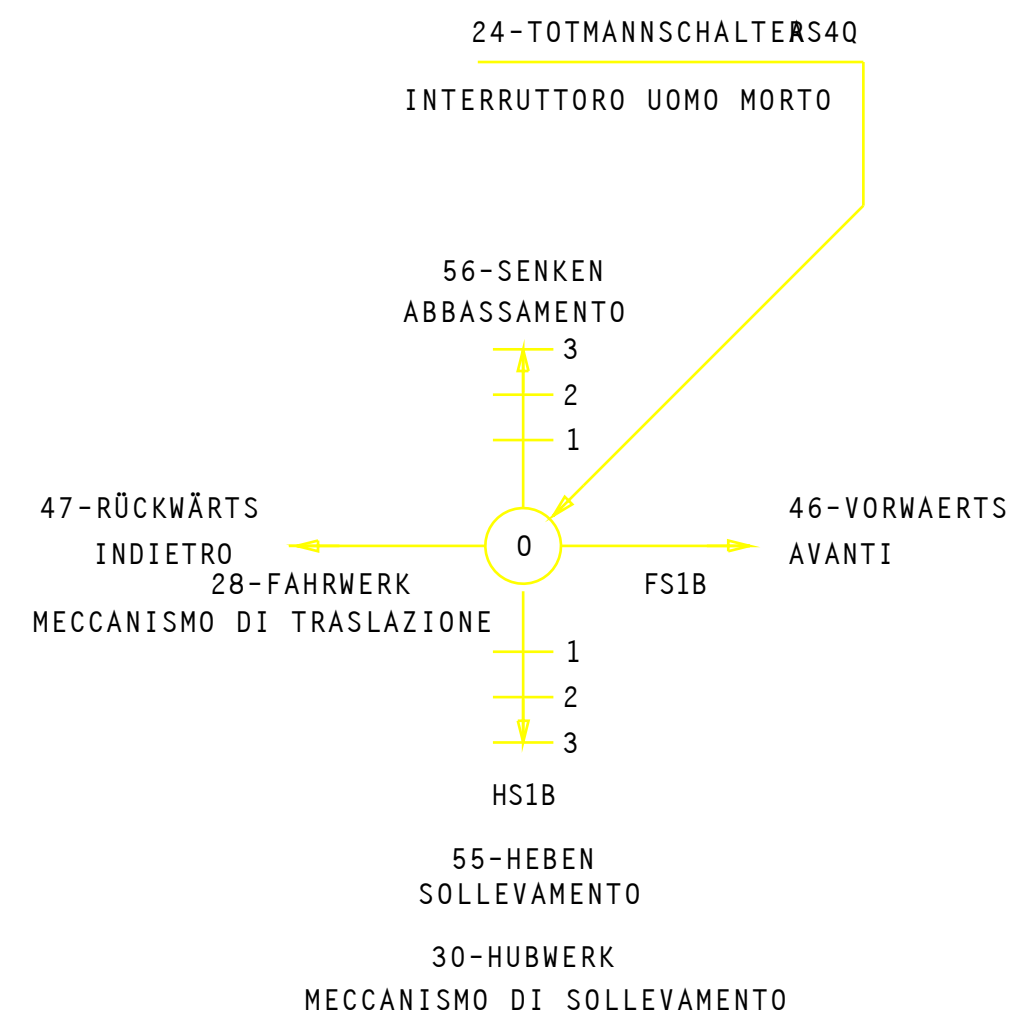 24-TOTMANNSCHALTER AS4Q
INTERRUTTORO UOMO MORTO
56-SENKEN
ABBASSAMENTO
3
2
1
47-RÜCKWÄRTS
46-VORWAERTS
INDIETRO
0
AVANTI
28-FAHRWERK
FS1B
MECCANISMO DI TRASLAZIONE
1
2
3
HS1B
55-HEBEN
SOLLEVAMENTO
30-HUBWERK
MECCANISMO DI SOLLEVAMENTO